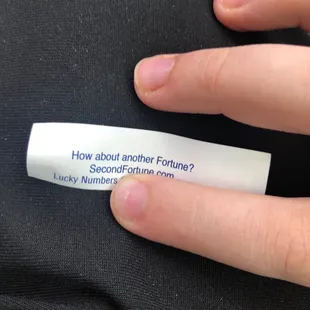 How about another Fortune?
SecondFortune.com
Lucky Numbers